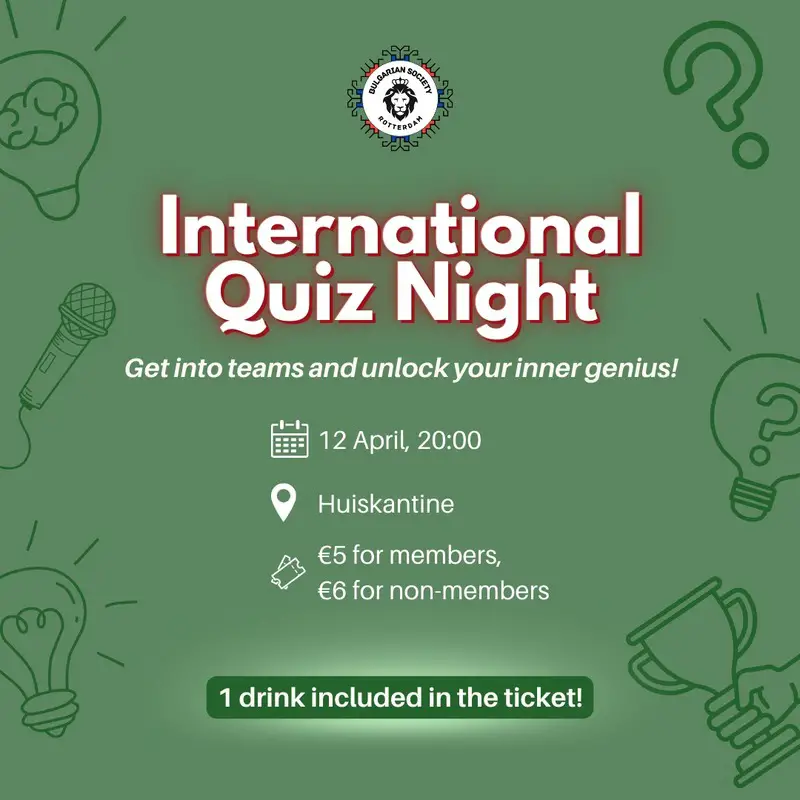 BULGARIAN SOCIETY
ROTTERDAM
International
Quiz Night
Get into teams and unlock your inner genius!
12 April, 20:00
Huiskantine
€5 for members,
€6 for non-members
1 drink included in the ticket!